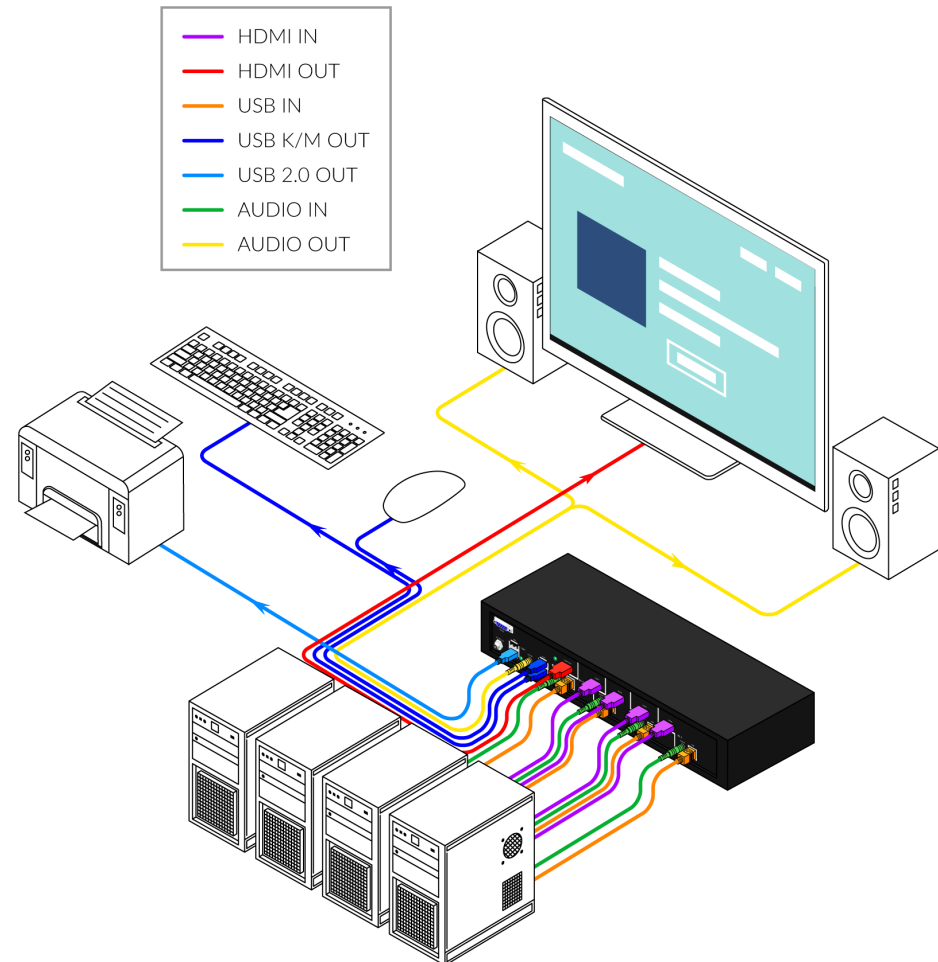 HDMI IN
HDMI OUT
USB IN
USB K/M OUT
USB 2.0 OUT
AUDIO IN
AUDIO OUT